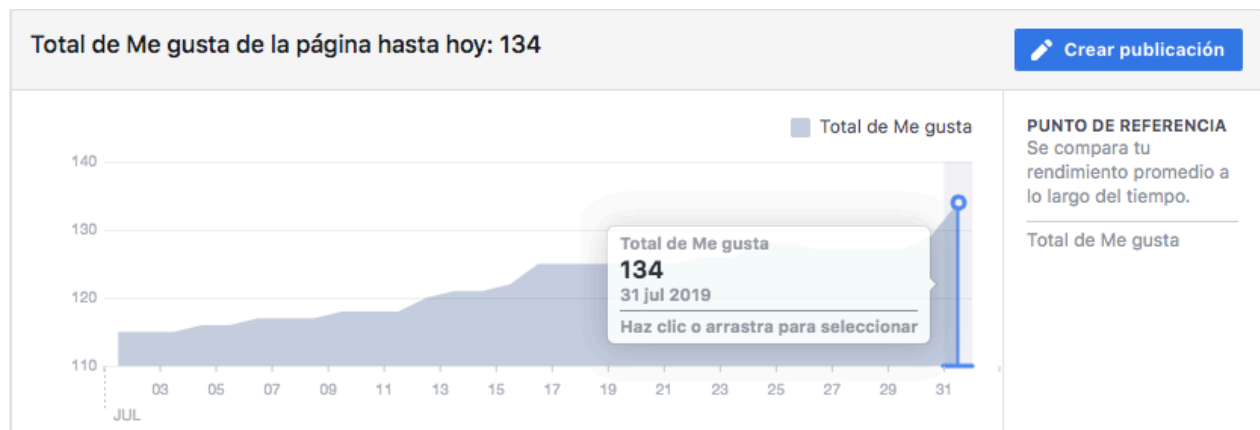 Total de Me gusta de la página hasta hoy: 134
Crear publicación
Total de Me gusta
140
130
120
110
Total de Me gusta
134
31 jul 2019
Haz clic o arrastra para seleccionar
03 05 07 09 11 13 15 17 19 21 23 25 27 29 31
JUL
PUNTO DE REFERENCIA
Se compara tu
rendimiento promedio a
lo largo del tiempo.
Total de Me gusta